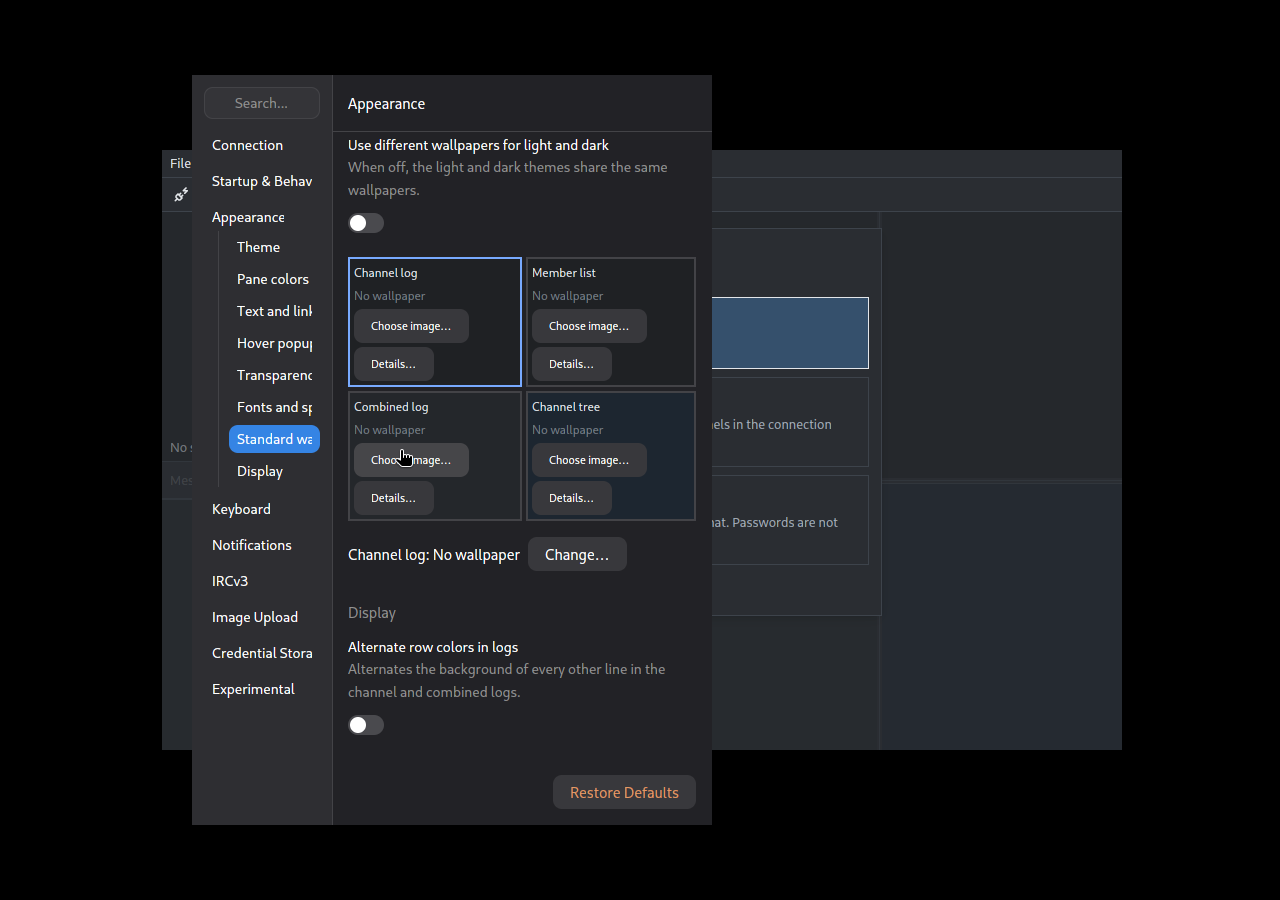 Search...
Appearance
Connection
Startup & Behav
Appearance
Theme
Pane colors
Text and link
Hover popup
Transparenc
Fonts and sp
Standard wa
Display
Keyboard
Notifications
IRCv3
Image Upload
Credential Stora
Experimental
Use different wallpapers for light and dark
When off, the light and dark themes share the same
wallpapers.
Channel log
No wallpaper
Choose image...
Details...
Member list
No wallpaper
Choose image...
Details...
Combined log
No wallpaper
Choose image...
Details...
Channel tree
No wallpaper
Choose image...
Details...
Channel log: No wallpaper
Change...
Display
Alternate row colors in logs
Alternates the background of every other line in the
channel and combined logs.
Restore Defaults
File
No s
Mes
nels in the connection
hat. Passwords are not